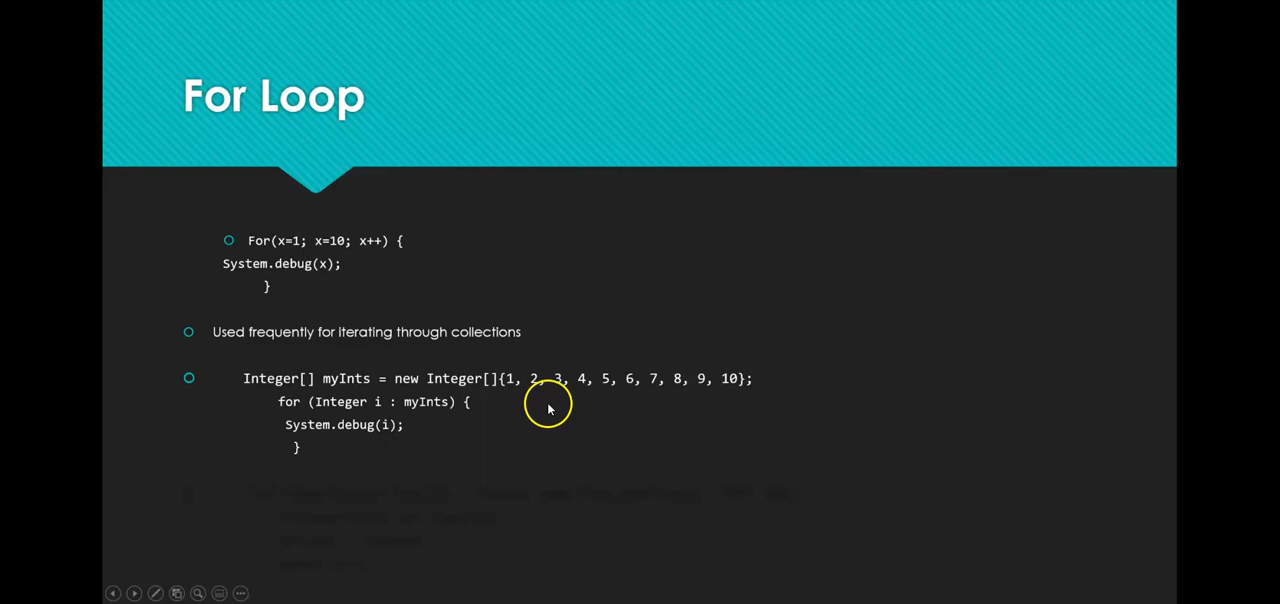 For Loop
For(x=1; x=10; x++) {
System.debug(x);
}
Used frequently for iterating through collections
Integer[] myInts = new Integer[]{1, 2, 3, 4, 5, 6, 7, 8, 9, 10};
for (Integer i : myInts) {
System.debug(i);
}